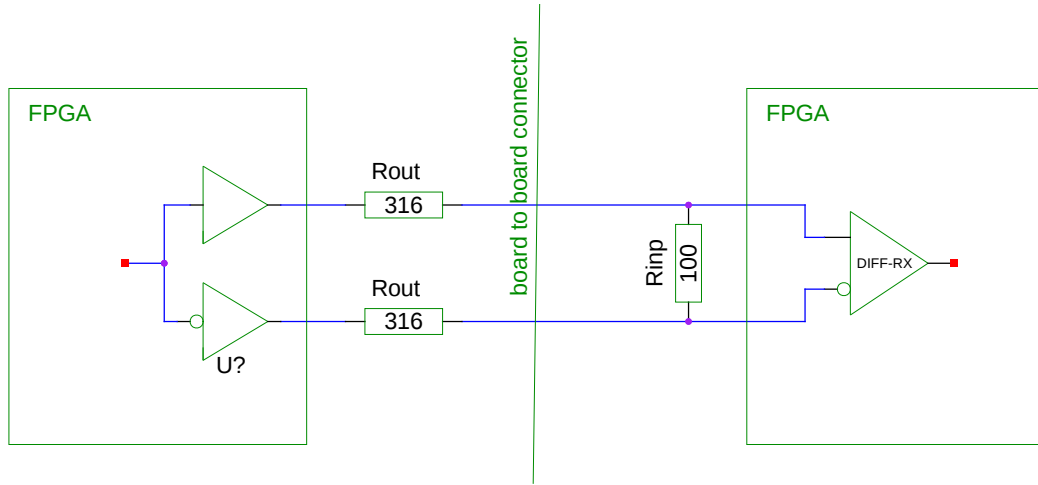 FPGA
Rout
316
Rout
316
U?
board to board connector
Rinp
100
FPGA
DIFF-RX